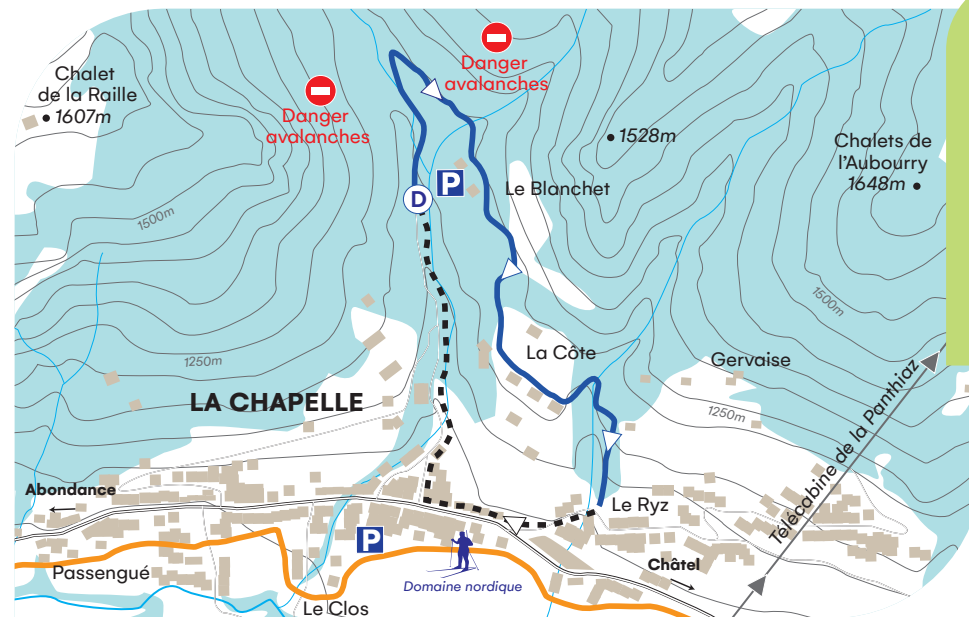 Danger
avalanches
Chalet
de la Raille
1607m
Danger
avalanches
1528m
Chalets de
l'Aubourry
1648m
P
D
Le Blanchet
1500m
1500m
1250m
La Côte
Gervaise
LA CHAPELLE
1250m
Télécabine de la Panthiaz
Abondance
Le Ryz
P
Châtel
Passengué
Domaine nordique
Le Clos